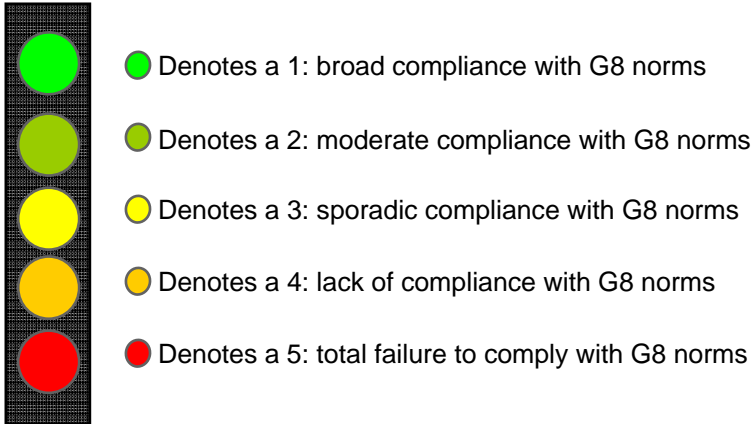 Denotes a 1: broad compliance with G8 norms
Denotes a 2: moderate compliance with G8 norms
Denotes a 3: sporadic compliance with G8 norms
Denotes a 4: lack of compliance with G8 norms
Denotes a 5: total failure to comply with G8 norms